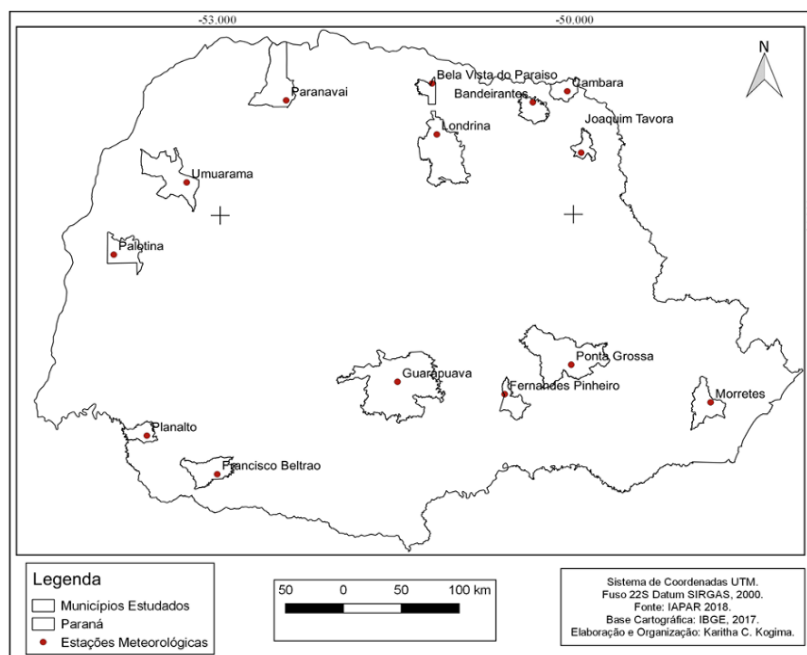 -53.000
-50.000
N
Bela Vista do Paraiso
Cambara
Paranavai
Bandeirantes
Joaquim Tavora
Londrina
Umuarama
Palotina
Ponta Grossa
Guarapuava
Fernandes Pinheiro
Morretes
Planalto
Francisco Beltrao
Legenda
Municípios Estudados
Paraná
Estações Meteorológicas
50 0 50 100 km
Sistema de Coordenadas UTM.
Fuso 22S Datum SIRGAS, 2000.
Fonte: IAPAR 2018.
Base Cartográfica: IBGE, 2017.
Elaboração e Organização: Karitha C. Kogima.